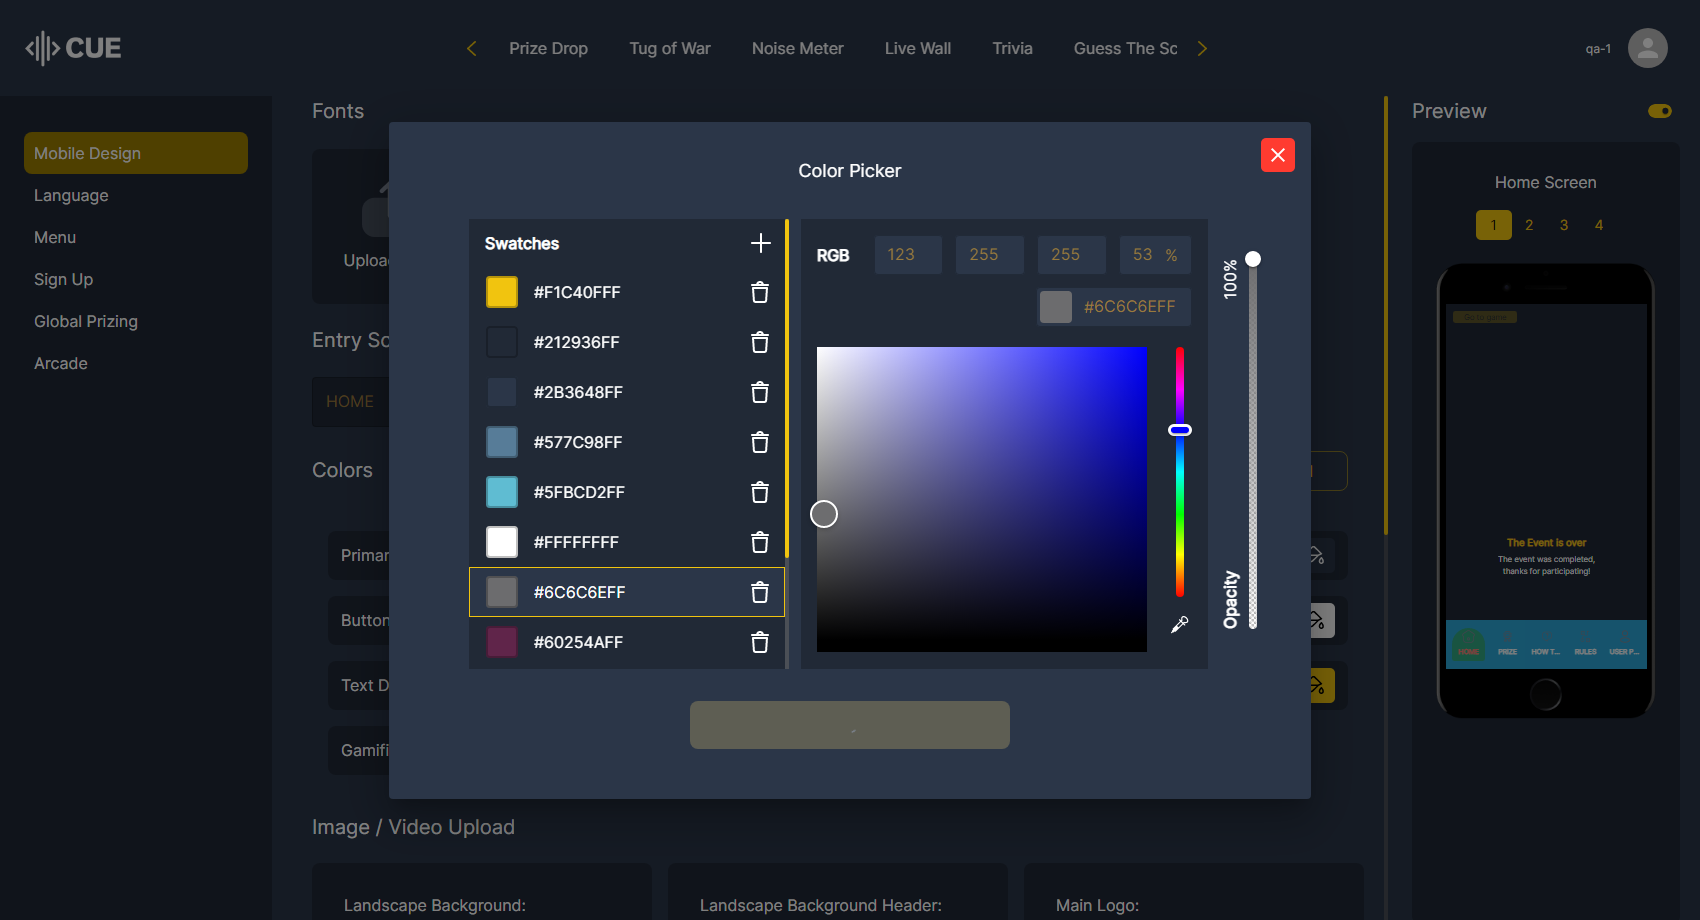 CUE
Prize Drop
Tug of War
Noise Meter
Live Wall
Trivia
Guess The Sc
qa-1
Mobile Design
Language
Menu
Sign Up
Global Prizing
Arcade
Fonts
Uploa
Entry Sc
HOME
Colors
Primar
Button
Text D
Gamifi
Image / Video Upload
Landscape Background:
Landscape Background Header:
Main Logo:
Color Picker
Swatches
#F1C40FFF
#212936FF
#2B3648FF
#577C98FF
#5FBCD2FF
#FFFFFFFF
#6C6C6EFF
#60254AFF
RGB
123
255
255
53 %
#6C6C6EFF
100%
Opacity
Preview
Home Screen
1 2 3 4
Go to game
The Event is over
The event was completed,
thanks for participating!
HOME
PRIZE
HOW T...
RULES
USER P...